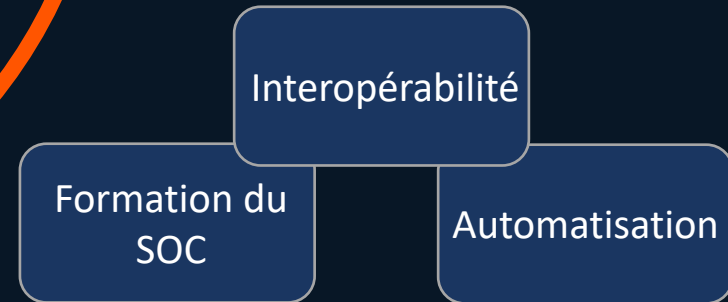 Interopérabilité
Formation du
SOC
Automatisation